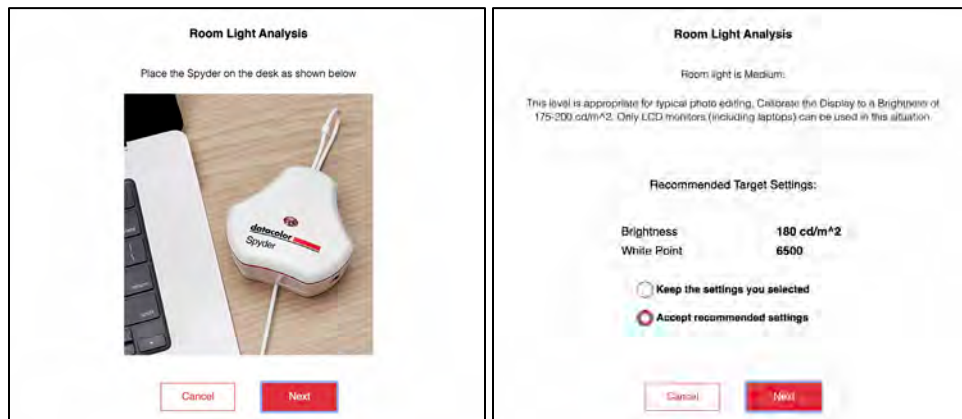 Room Light Analysis
Place the Spyder on the desk as shown below
datacolor
Spyder
Cancel
Next
Room Light Analysis
Room light is Medium.
This level is appropriate for typical photo editing. Calibrate the Display to a Brightness of
175-200 cd/m^2. Only LCD monitors (including laptops) can be used in this situation
Recommended Target Settings:
Brightness 180 cd/m^2
White Point 6500
Keep the settings you selected
Accept recommended settings
Cancel
Next